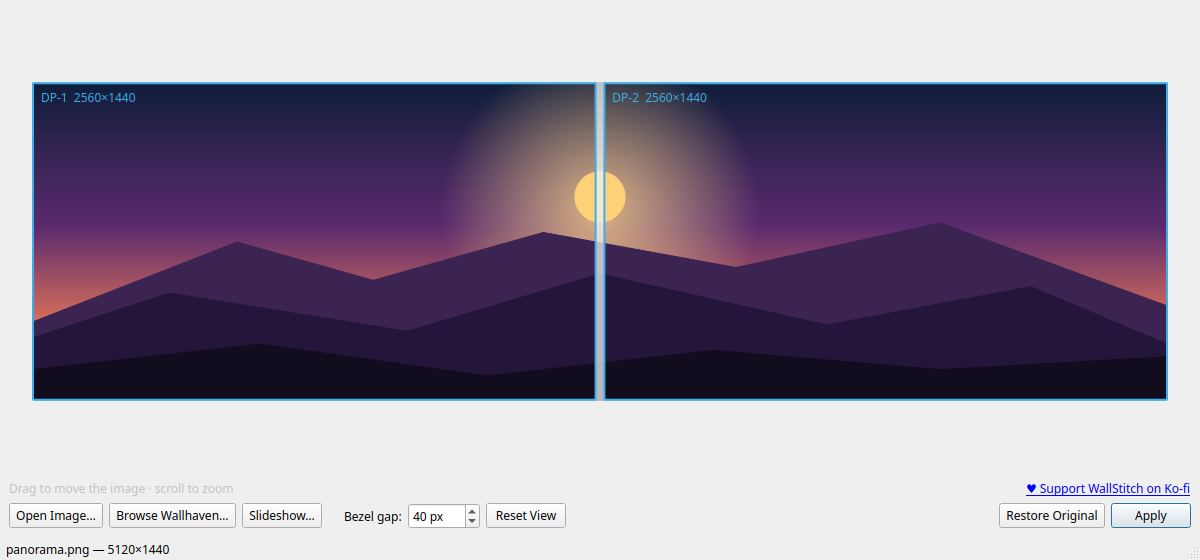 DP-1 2560×1440
DP-2 2560×1440
Drag to move the image · scroll to zoom
♥ Support WallStitch on Ko-fi
Open Image...
Browse Wallhaven...
Slideshow...
Bezel gap:
40 px
Reset View
Restore Original
Apply
panorama.png — 5120×1440